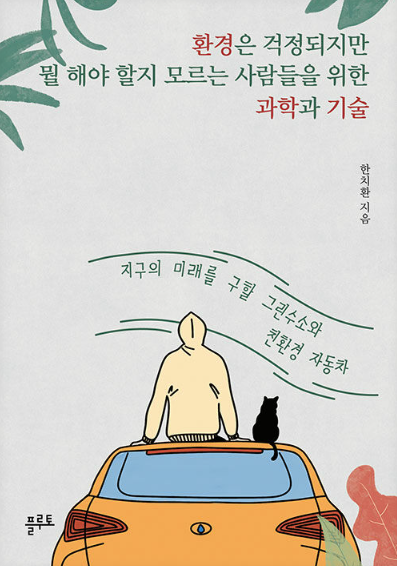 환경은 걱정되지만
뭘 해야 할지 모르는 사람들을 위한
과학과 기술
한치환 지음
지구의 미래를 구할 그린수소와
친환경 자동차
플루토